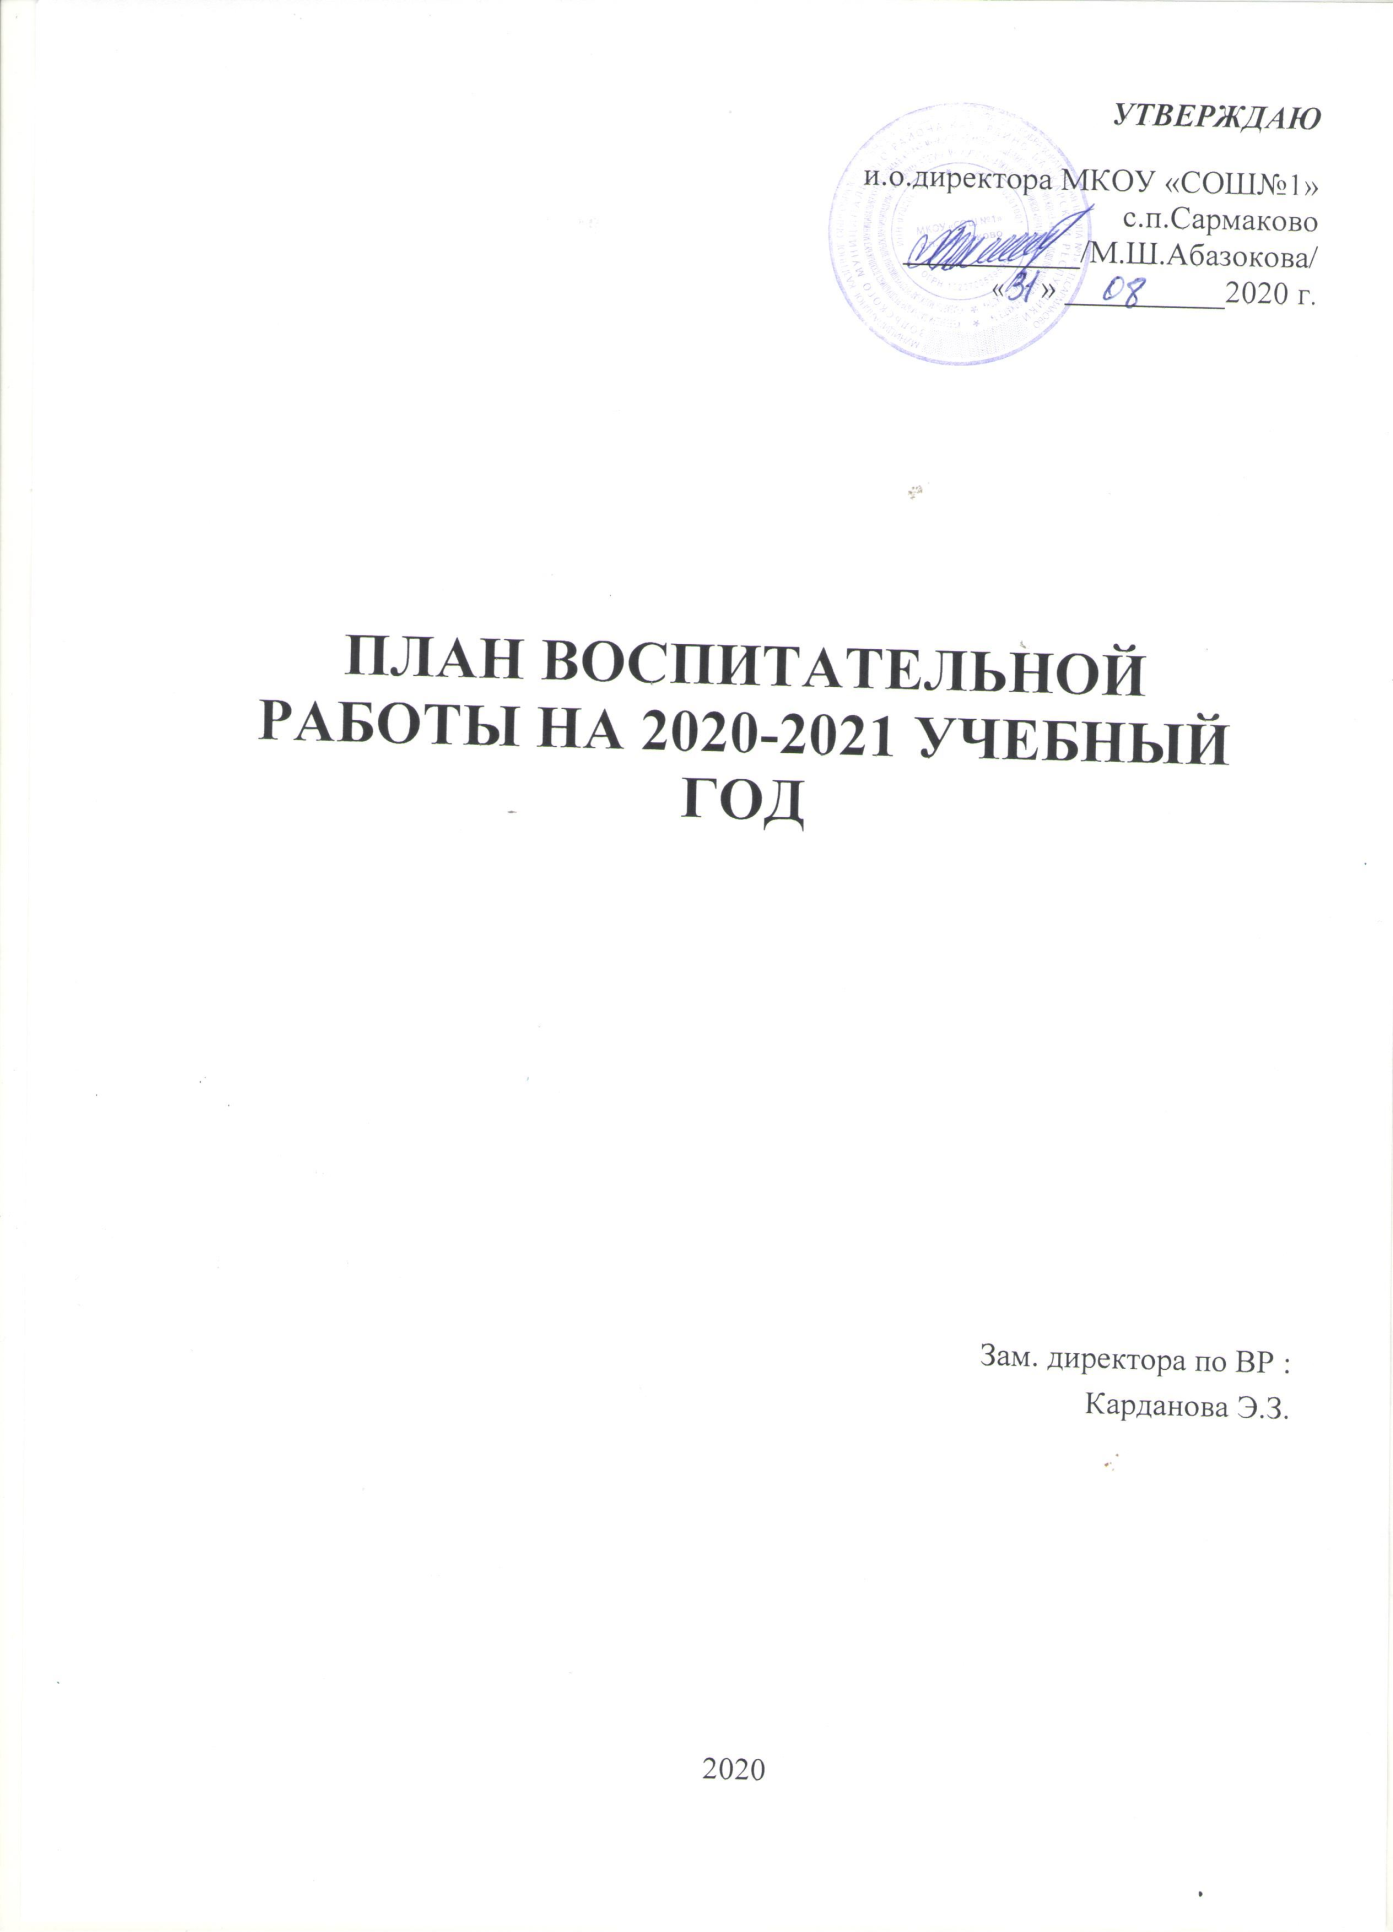 УТВЕРЖДАЮ
и.о.директора МКОУ «СОШ№1»
с.п.Сармаково
/М.Ш.Абазокова/
«31» 08 2020 г.
ПЛАН ВОСПИТАТЕЛЬНОЙ
РАБОТЫ НА 2020-2021 УЧЕБНЫЙ
ГОД
Зам. директора по ВР :
Карданова Э.З.
2020